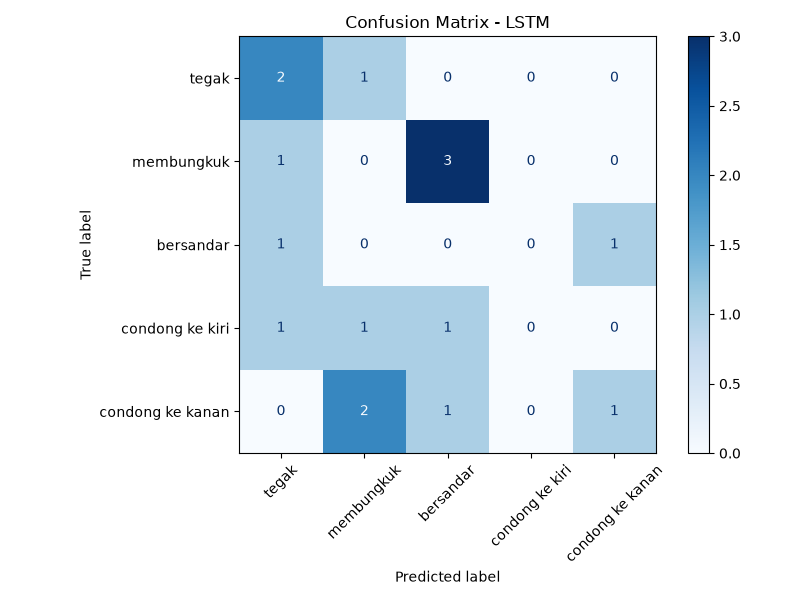 Confusion Matrix - LSTM
True label
tegak 2 1 0 0 0
membungkuk 1 0 3 0 0
bersandar 1 0 0 0 1
condong ke kiri 1 1 1 0 0
condong ke kanan 0 2 1 0 1
tegak membungkuk bersandar condong ke kiri condong ke kanan
Predicted label
3.0
2.5
2.0
1.5
1.0
0.5
0.0